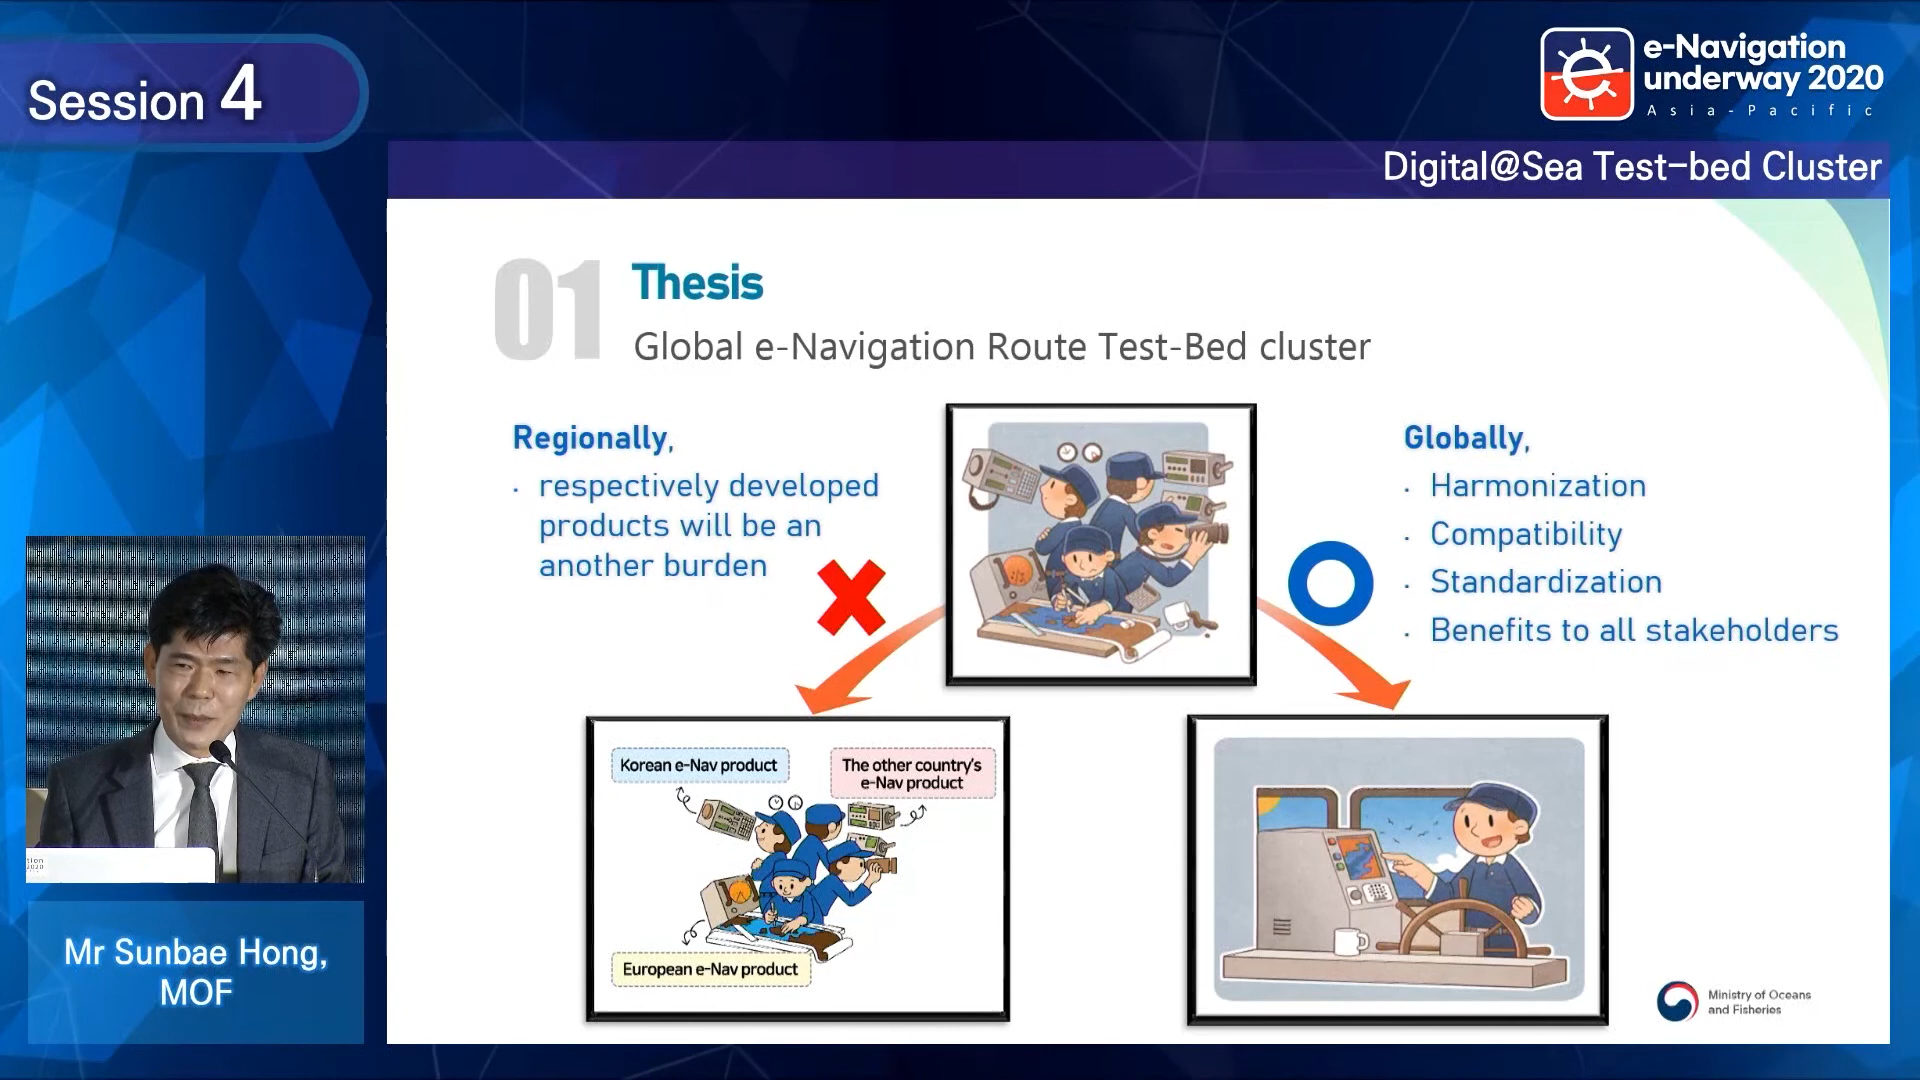 Session 4
e-Navigation
underway 2020
Asia-Pacific
Digital@Sea Test-bed Cluster
01
Thesis
Global e-Navigation Route Test-Bed cluster
Regionally,
· respectively developed
products will be an
another burden
Globally,
· Harmonization
· Compatibility
· Standardization
· Benefits to all stakeholders
Korean e-Nav product
The other country's
e-Nav product
European e-Nav product
Mr Sunbae Hong,
MOF
Ministry of Oceans
and Fisheries